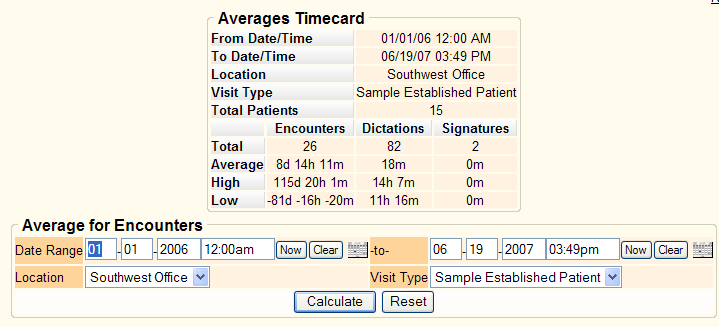 Averages Timecard
From Date/Time 01/01/06 12:00 AM
To Date/Time 06/19/07 03:49 PM
Location Southwest Office
Visit Type Sample Established Patient
Total Patients 15
Encounters Dictations Signatures
Total 26 82 2
Average 8d 14h 11m 18m 0m
High 115d 20h 1m 14h 7m 0m
Low -81d -16h -20m 11h 16m 0m
Average for Encounters
Date Range 01 - 01 - 2006 12:00am Now Clear -to- 06 - 19 - 2007 03:49pm Now Clear
Location Southwest Office Visit Type Sample Established Patient
Calculate Reset